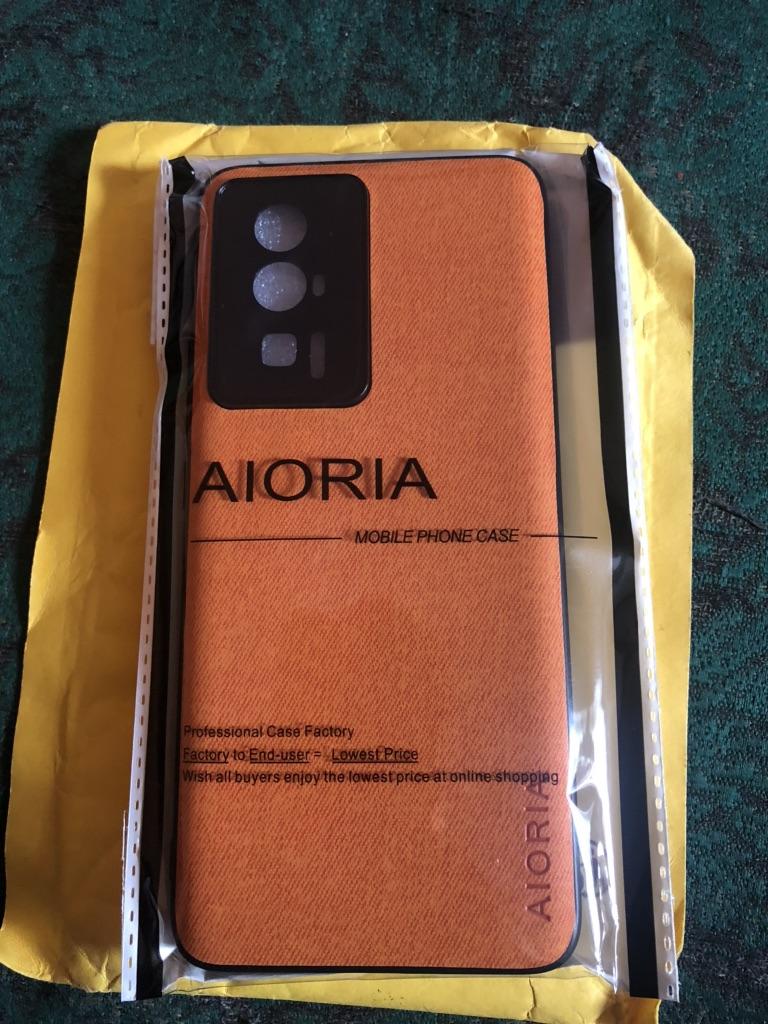 AIORIA
MOBILE PHONE CASE
Professional Case Factory
Factory to End-user = Lowest Price
Wish all buyers enjoy the lowest price at online shopping
AIORIA